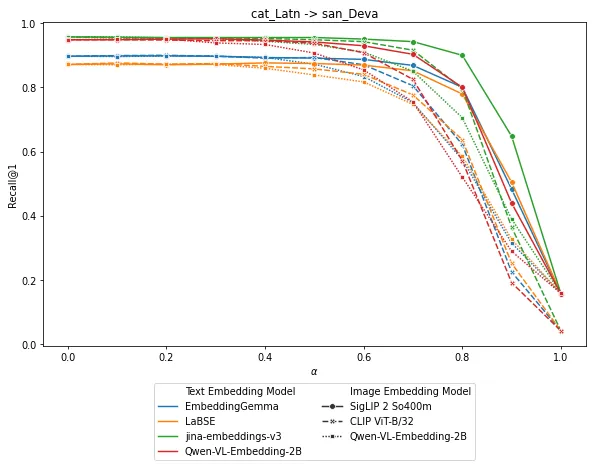 cat_Latn -> san_Deva
1.0
0.8
0.6
0.4
0.2
0.0
Recall@1
0.0 0.2 0.4 0.6 0.8 1.0
α
Text Embedding Model
EmbeddingGemma
LaBSE
jina-embeddings-v3
Qwen-VL-Embedding-2B
Image Embedding Model
SigLIP 2 So400m
CLIP ViT-B/32
Qwen-VL-Embedding-2B